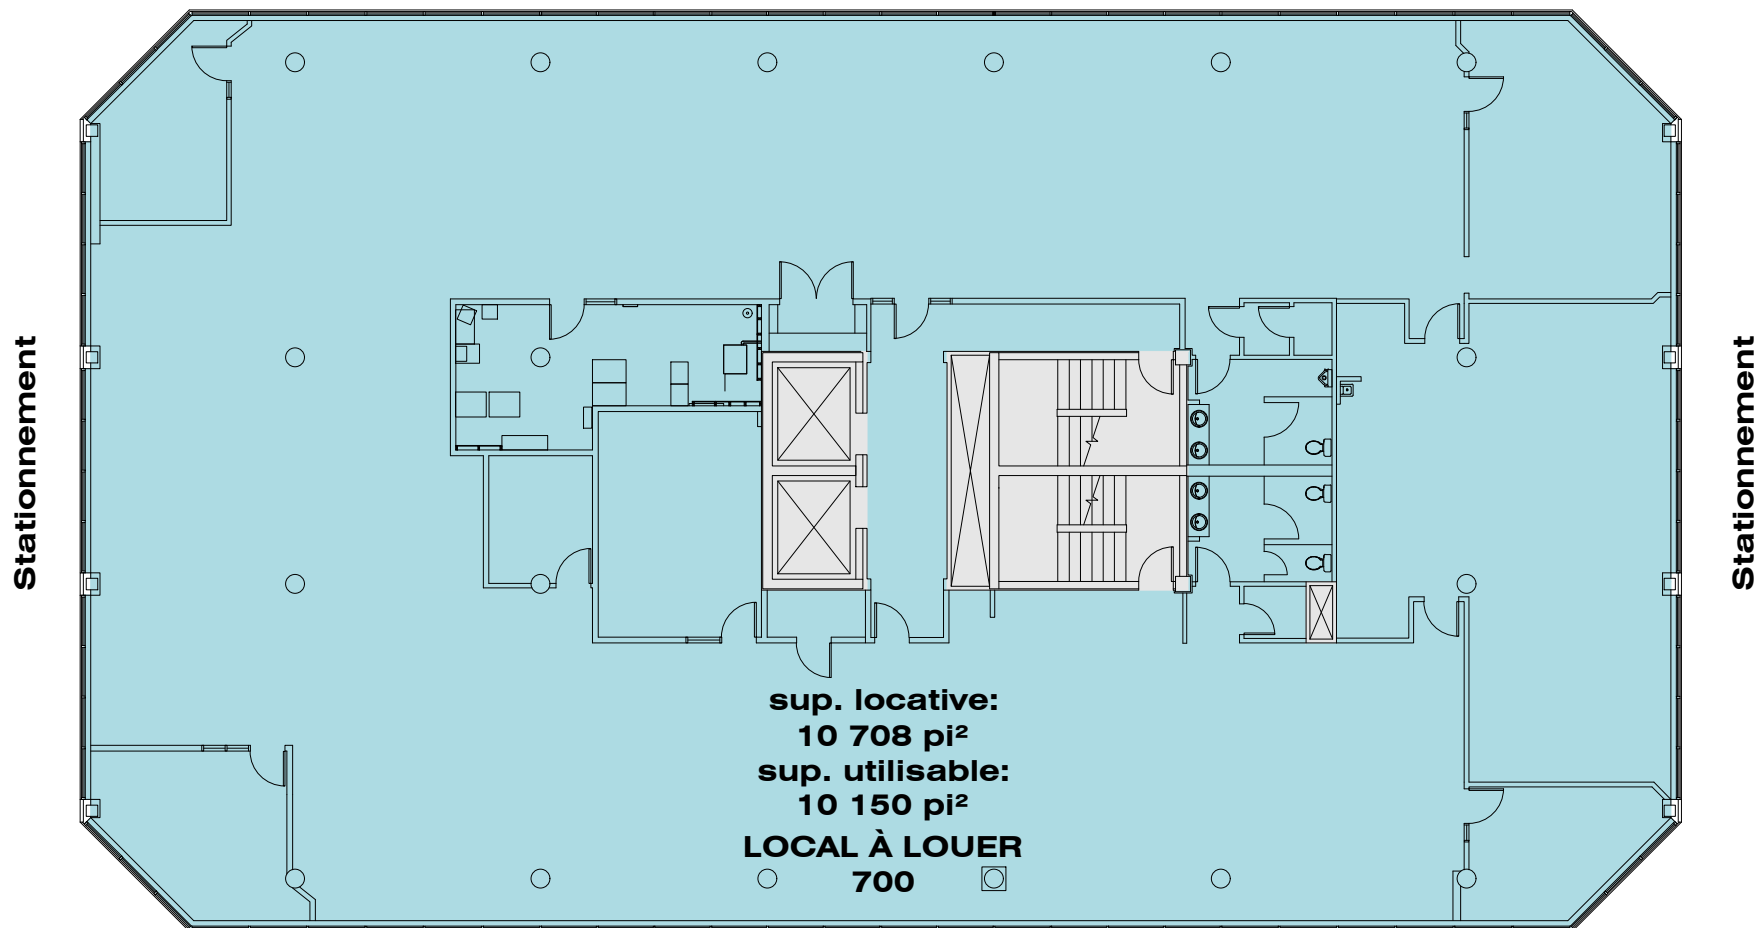 Stationnement
Stationnement
sup. locative:
10 708 pi²
sup. utilisable:
10 150 pi²
LOCAL À LOUER
700